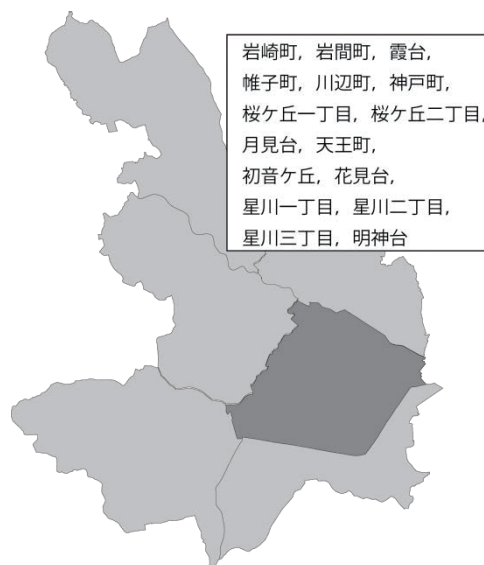 岩崎町，岩間町，霞台，
帷子町，川辺町，神戸町，
桜ケ丘一丁目，桜ケ丘二丁目，
月見台，天王町，
初音ケ丘，花見台，
星川一丁目，星川二丁目，
星川三丁目，明神台